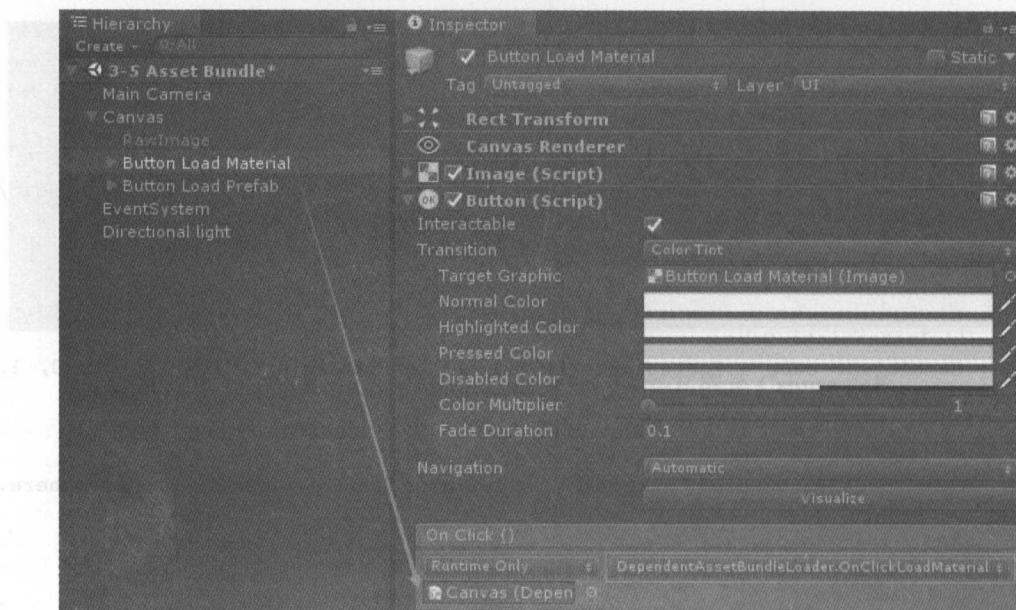 Hierarchy
Create
All
3-5 Asset Bundle*
Main Camera
Canvas
RawImage
Button Load Material
Button Load Prefab
EventSystem
Directional light
Inspector
Button Load Material
Static
Tag Untagged Layer UI
Rect Transform
Canvas Renderer
Image (Script)
OK Button (Script)
Interactable
Transition Color Tint
Target Graphic Button Load Material (Image)
Normal Color
Highlighted Color
Pressed Color
Disabled Color
Color Multiplier 1
Fade Duration 0.1
Navigation Automatic
Visualize
On Click ()
Runtime Only DependentAssetBundleLoader.OnClickLoadMaterial
Canvas (Depen